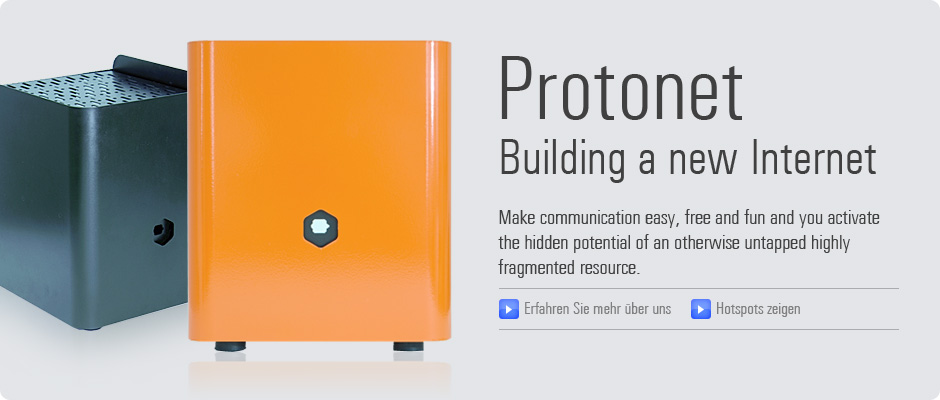 Protonet
Building a new Internet
Make communication easy, free and fun and you activate
the hidden potential of an otherwise untapped highly
fragmented resource.
Erfahren Sie mehr über uns Hotspots zeigen